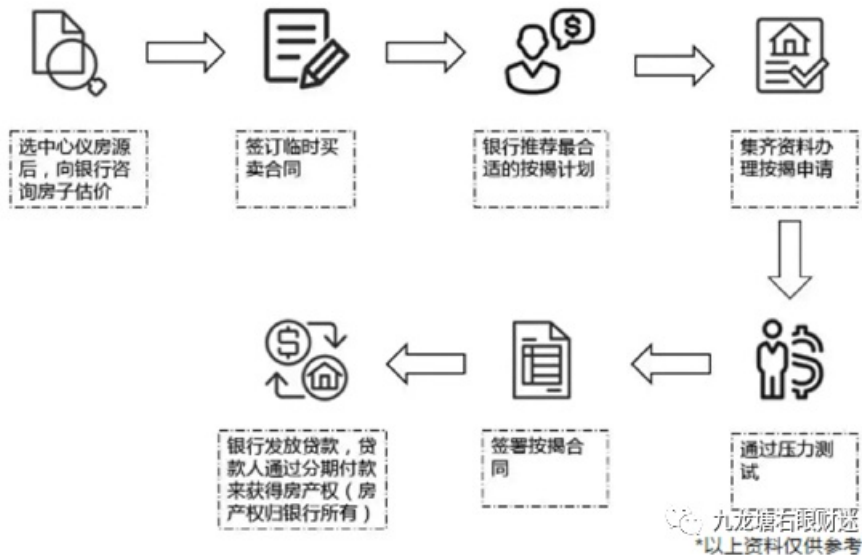 选中心仪房源
后，向银行咨
询房子估价
签订临时买
卖合同
银行推荐最合
适的按揭计划
集齐资料办
理按揭申请
通过压力测
试
签署按揭合
同
银行发放贷款，贷
款人通过分期付款
来获得房产权（房
产权归银行所有）
九龙塘右眼财迷
*以上资料仅供参考